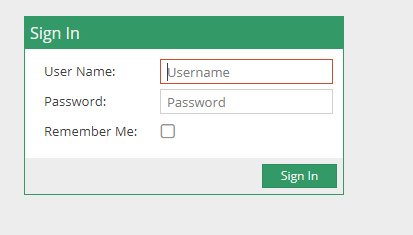 Sign In
User Name: Username
Password: Password
Remember Me:
Sign In